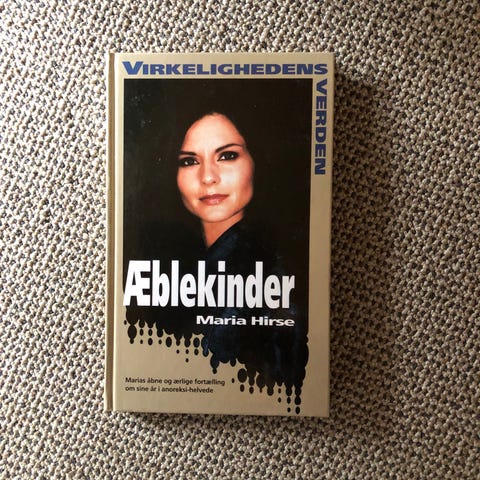 VIRKELIGHEDENS
VERDEN
Æblekinder
Maria Hirse
Marias åbne og ærlige fortælling
om sine år i anoreksi-helvede